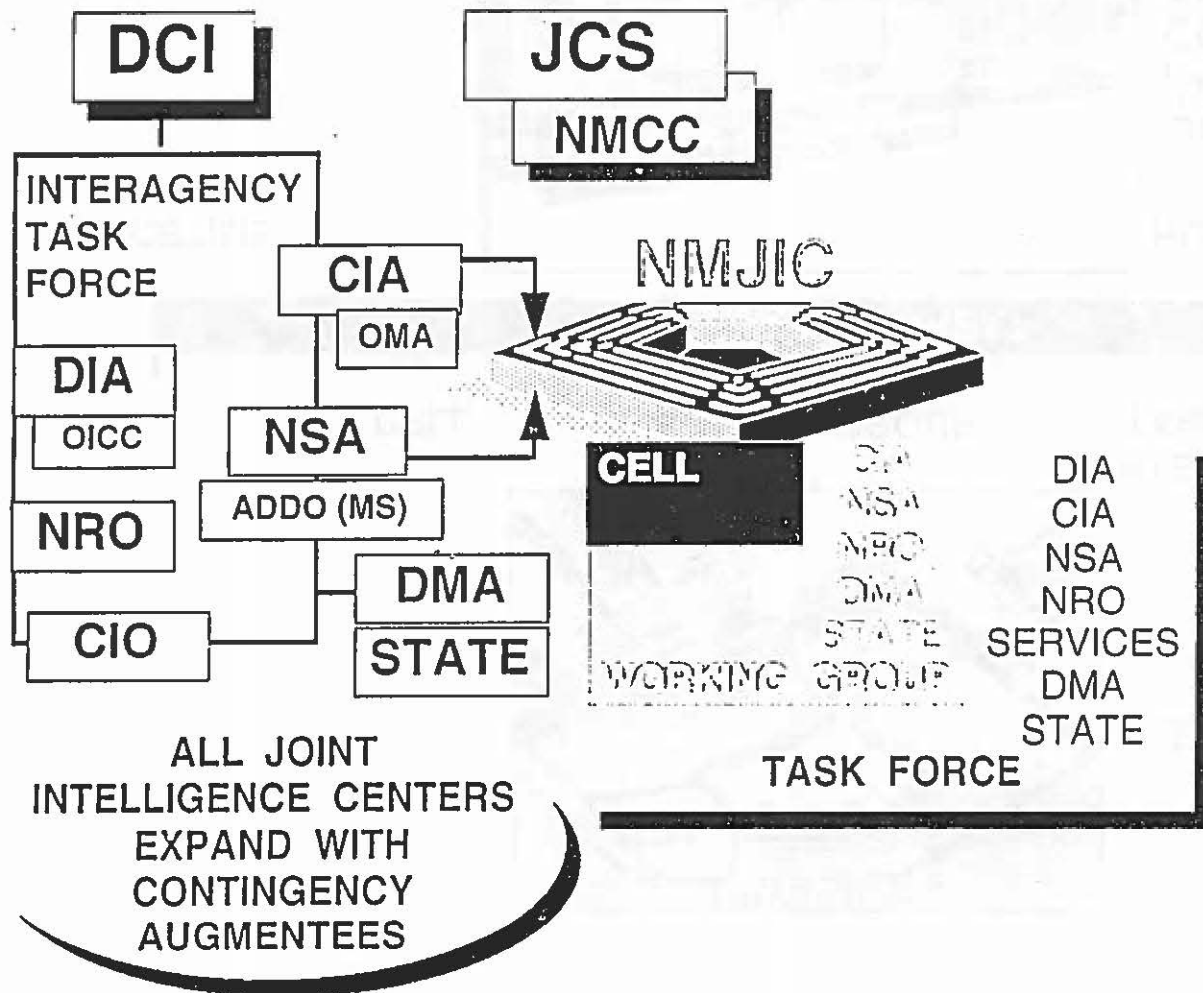 DCI
JCS
NMCC
INTERAGENCY
TASK
FORCE
CIA
OMA
DIA
OICC
NSA
ADDO (MS)
NRO
DMA
STATE
CIO
NMJIC
CELL
CIA
NSA
NRO
DMA
STATE
WORKING GROUP
DIA
CIA
NSA
NRO
SERVICES
DMA
STATE
TASK FORCE
ALL JOINT
INTELLIGENCE CENTERS
EXPAND WITH
CONTINGENCY
AUGMENTEES